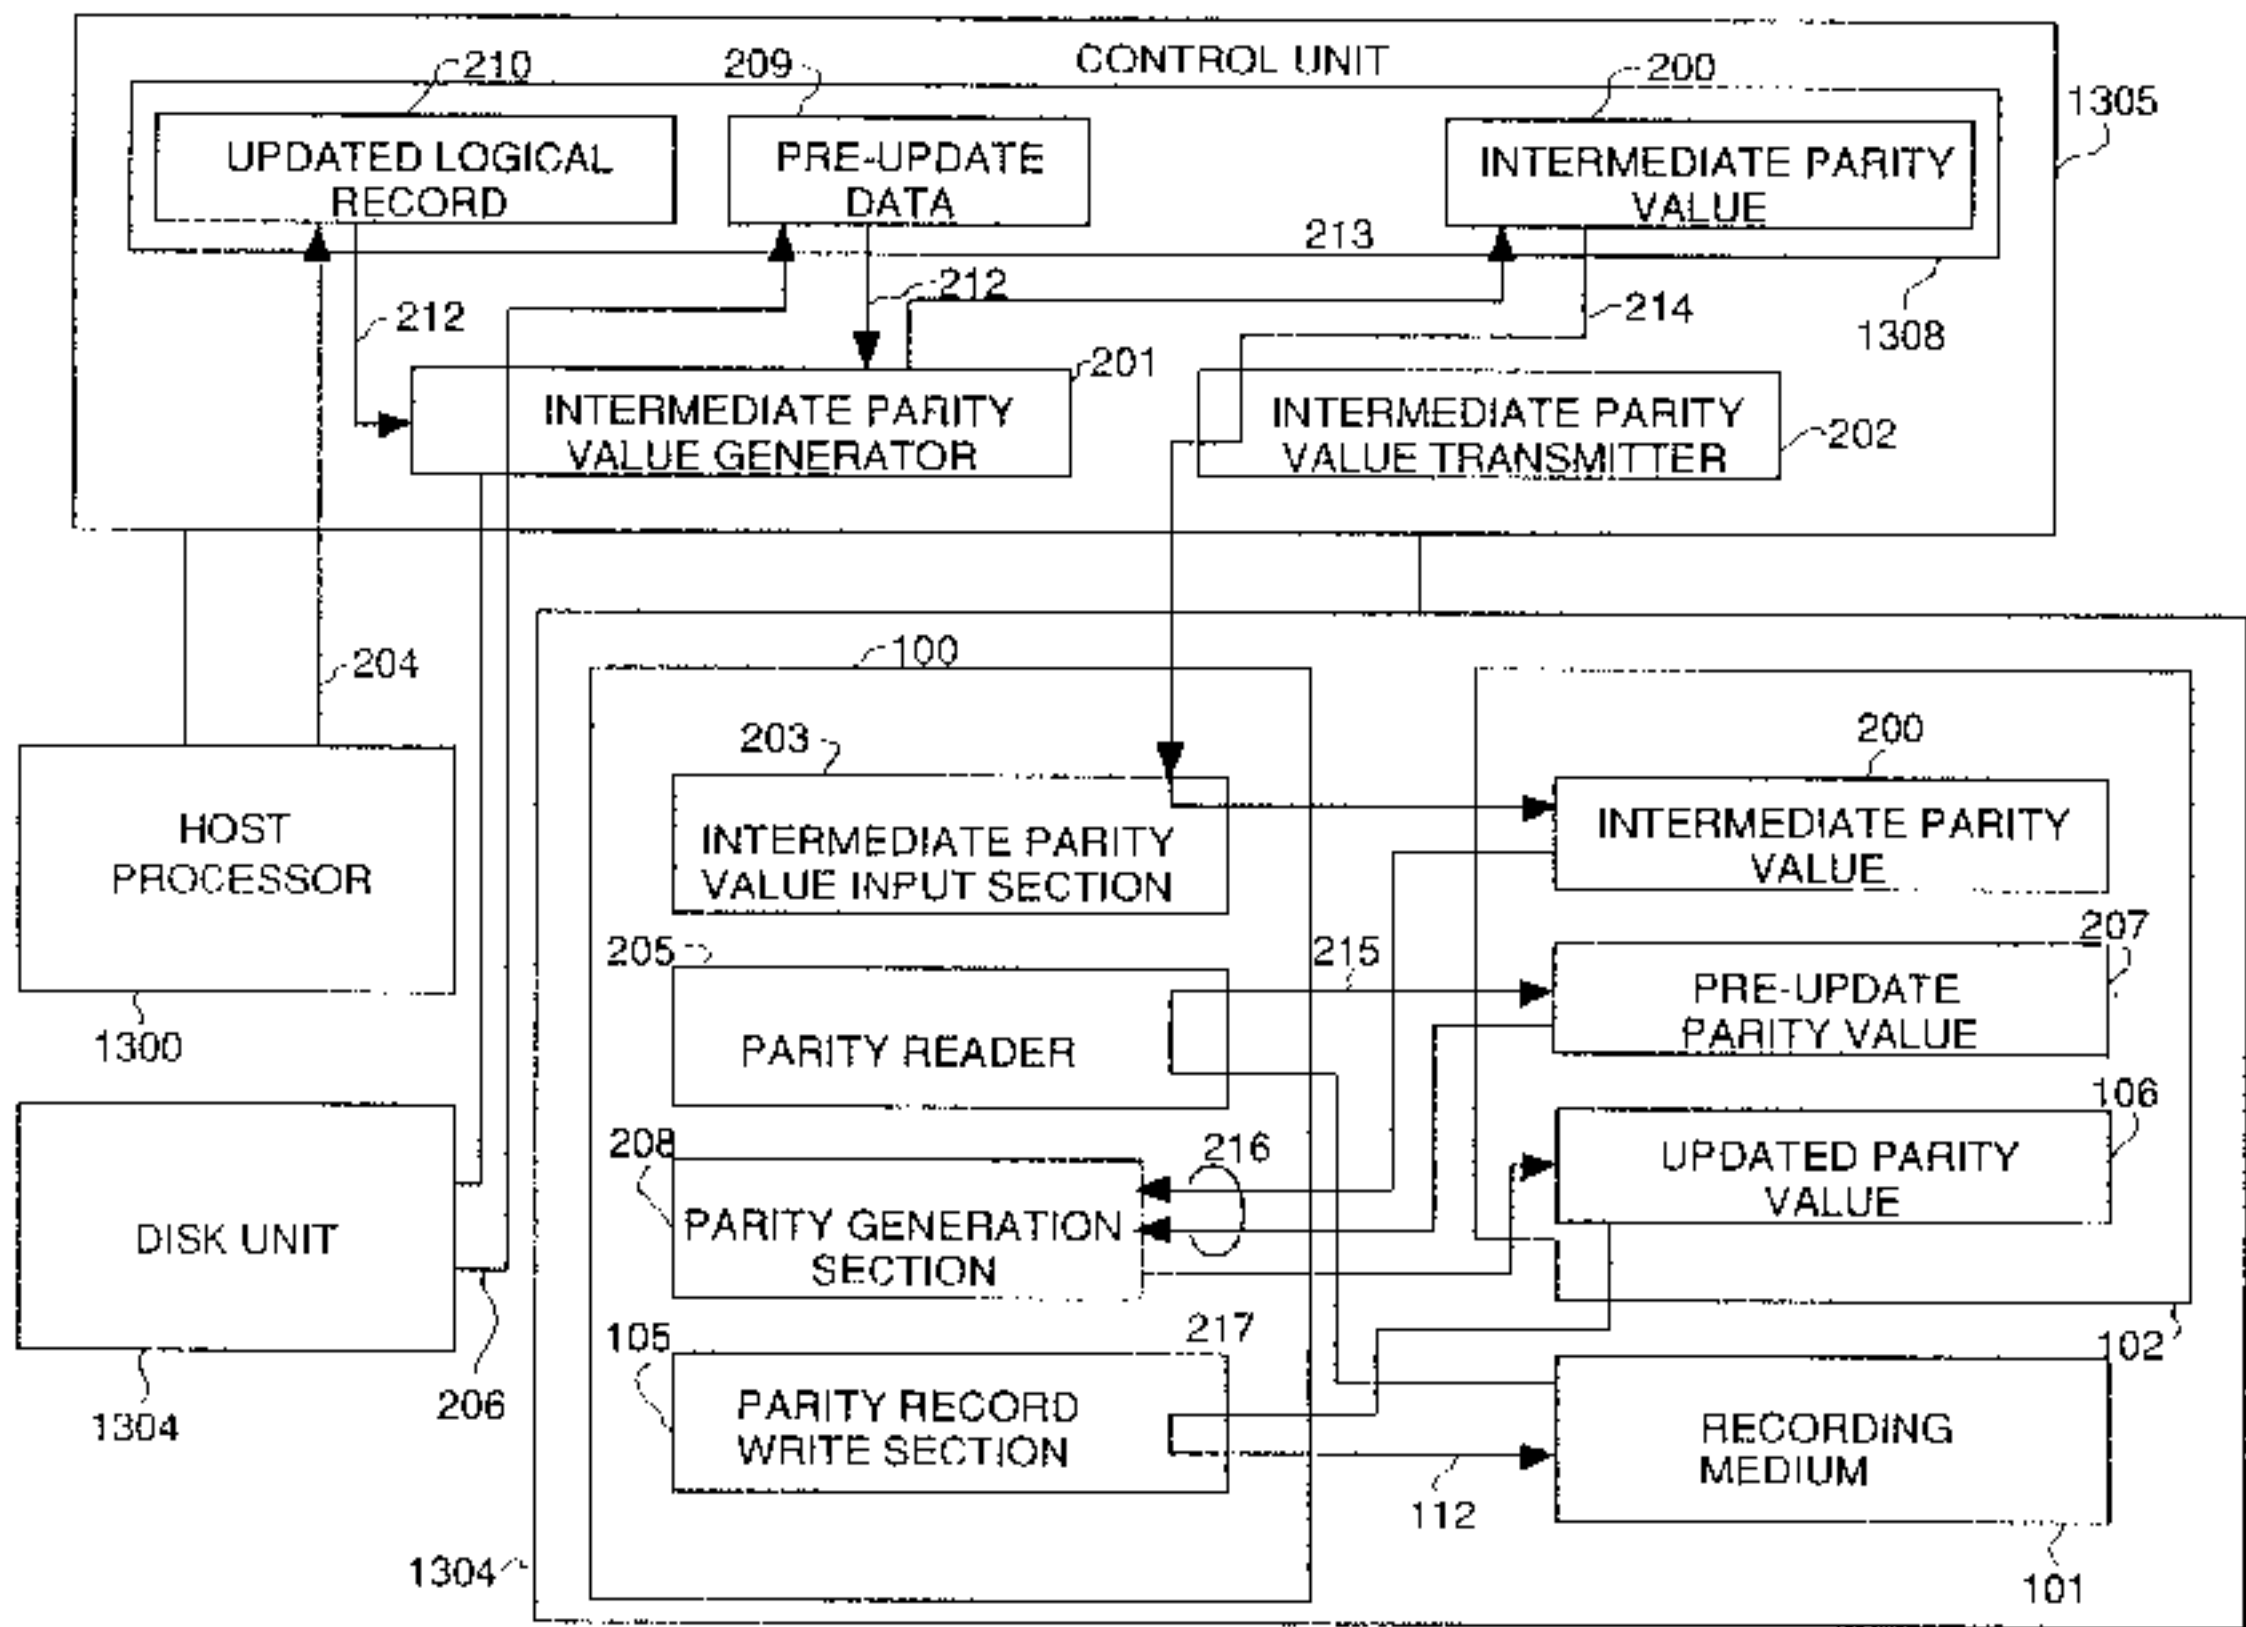 CONTROL UNIT
210
209
200
1305
UPDATED LOGICAL
RECORD
PRE-UPDATE
DATA
INTERMEDIATE PARITY
VALUE
213
212
212
214
1308
201
INTERMEDIATE PARITY
VALUE GENERATOR
INTERMEDIATE PARITY
VALUE TRANSMITTER
202
204
100
HOST
PROCESSOR
1300
203
INTERMEDIATE PARITY
VALUE INPUT SECTION
200
INTERMEDIATE PARITY
VALUE
205
PARITY READER
215
207
PRE-UPDATE
PARITY VALUE
DISK UNIT
1304
206
208
PARITY GENERATION
SECTION
216
106
UPDATED PARITY
VALUE
102
105
217
PARITY RECORD
WRITE SECTION
112
RECORDING
MEDIUM
101
1304